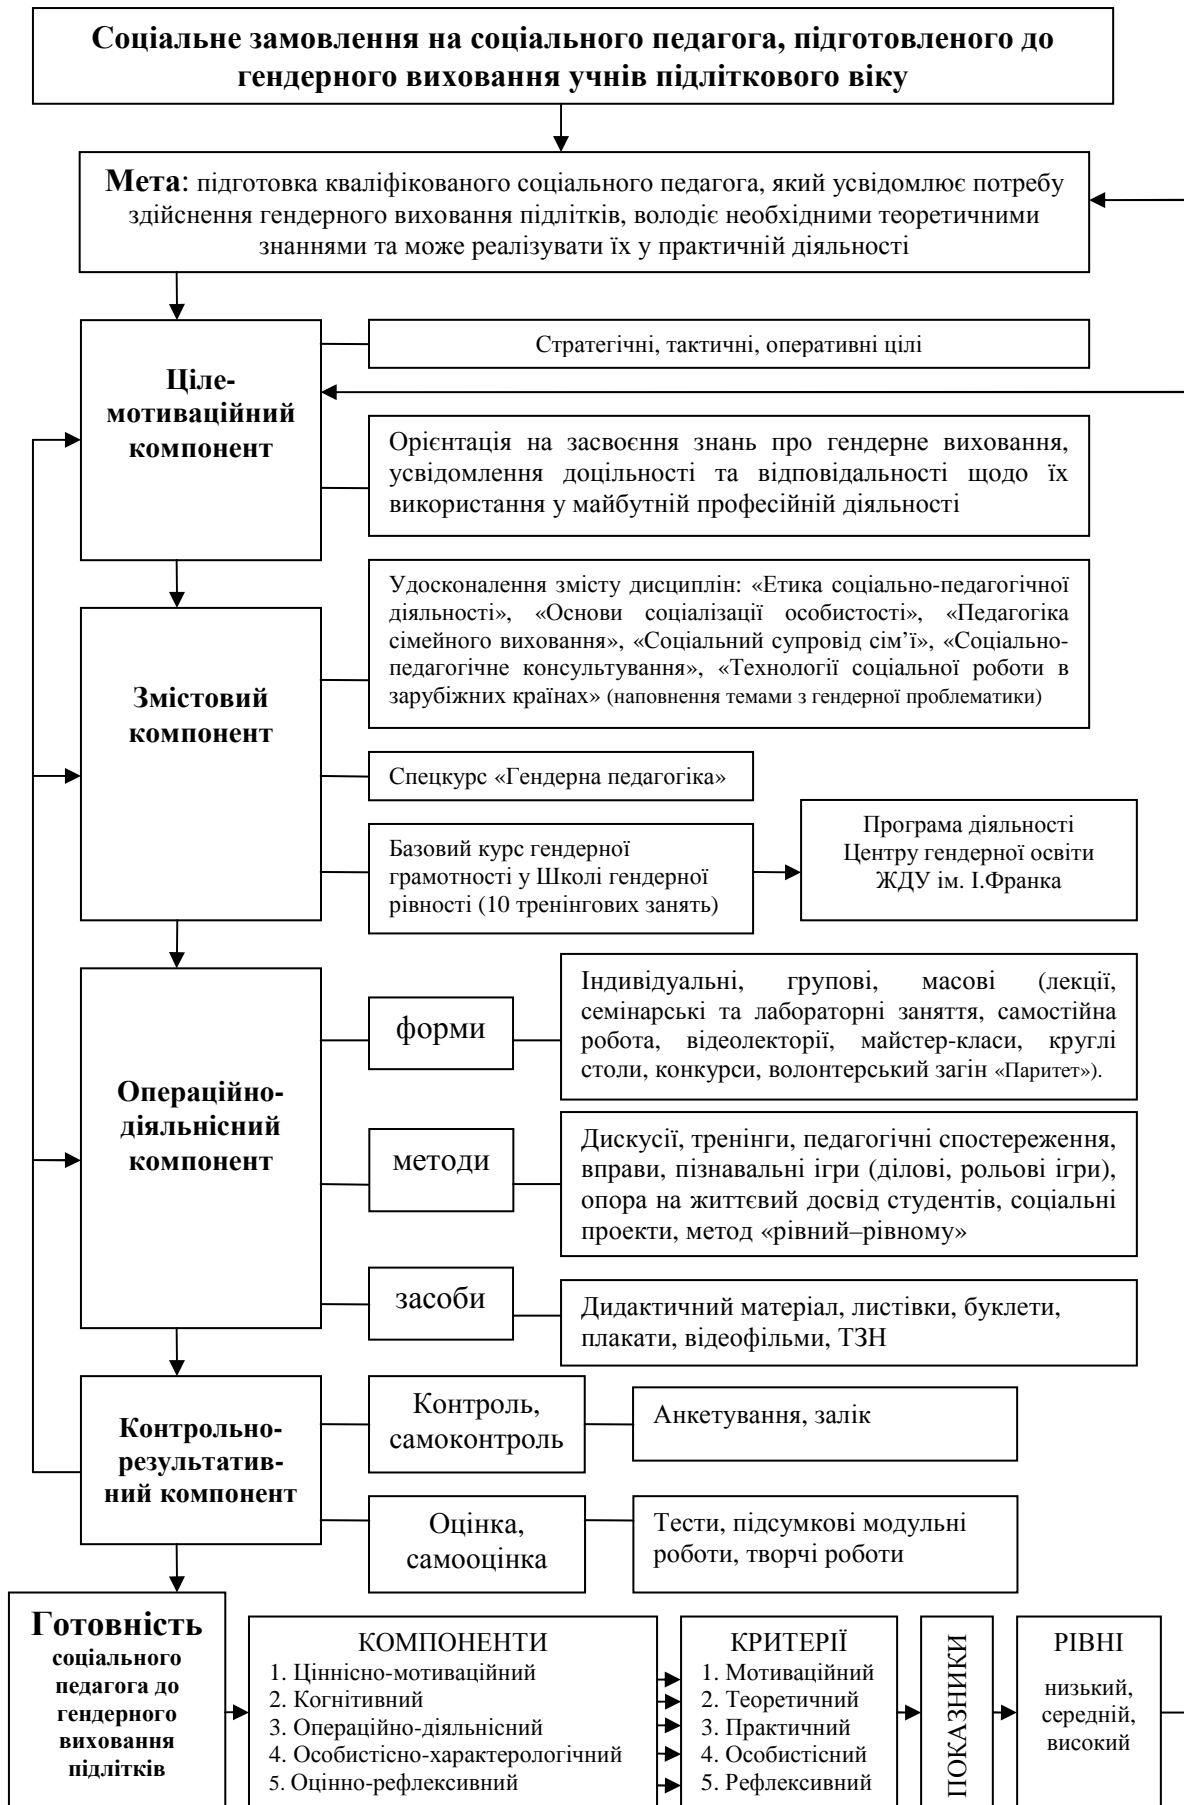 Соціальне замовлення на соціального педагога, підготовленого до
гендерного виховання учнів підліткового віку
Мета: підготовка кваліфікованого соціального педагога, який усвідомлює потребу
здійснення гендерного виховання підлітків, володіє необхідними теоретичними
знаннями та може реалізувати їх у практичній діяльності
Ціле-
мотиваційний
компонент
Стратегічні, тактичні, оперативні цілі
Орієнтація на засвоєння знань про гендерне виховання,
усвідомлення доцільності та відповідальності щодо їх
використання у майбутній професійній діяльності
Змістовий
компонент
Удосконалення змісту дисциплін: «Етика соціально-педагогічної
діяльності», «Основи соціалізації особистості», «Педагогіка
сімейного виховання», «Соціальний супровід сім’ї», «Соціально-
педагогічне консультування», «Технології соціальної роботи в
зарубіжних країнах» (наповнення темами з гендерної проблематики)
Спецкурс «Гендерна педагогіка»
Базовий курс гендерної
грамотності у Школі гендерної
рівності (10 тренінгових занять)
Програма діяльності
Центру гендерної освіти
ЖДУ ім. І.Франка
Операційно-
діяльнісний
компонент
форми
Індивідуальні, групові, масові (лекції,
семінарські та лабораторні заняття, самостійна
робота, відеолекторії, майстер-класи, круглі
столи, конкурси, волонтерський загін «Паритет»).
методи
Дискусії, тренінги, педагогічні спостереження,
вправи, пізнавальні ігри (ділові, рольові ігри),
опора на життєвий досвід студентів, соціальні
проекти, метод «рівний–рівному»
засоби
Дидактичний матеріал, листівки, буклети,
плакати, відеофільми, ТЗН
Контрольно-
результатив-
ний компонент
Контроль,
самоконтроль
Анкетування, залік
Оцінка,
самооцінка
Тести, підсумкові модульні
роботи, творчі роботи
Готовність
соціального
педагога до
гендерного
виховання
підлітків
КОМПОНЕНТИ
1. Ціннісно-мотиваційний
2. Когнітивний
3. Операційно-діяльнісний
4. Особистісно-характерологічний
5. Оцінно-рефлексивний
КРИТЕРІЇ
1. Мотиваційний
2. Теоретичний
3. Практичний
4. Особистісний
5. Рефлексивний
ПОКАЗНИКИ
РІВНІ
низький,
середній,
високий